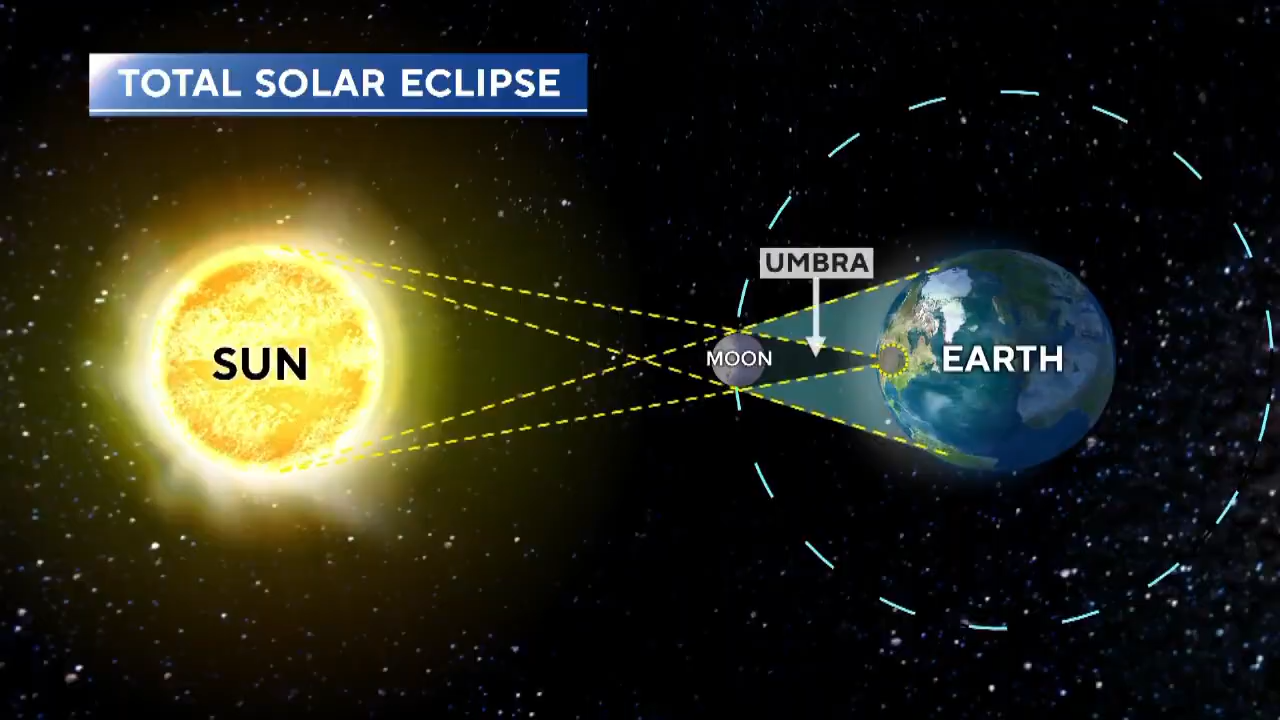 TOTAL SOLAR ECLIPSE
UMBRA
SUN
MOON
EARTH